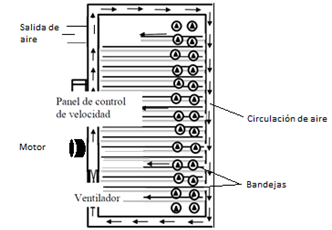 Salida de
aire
Panel de control
de velocidad
Circulación de aire
Motor
Bandejas
Ventilador